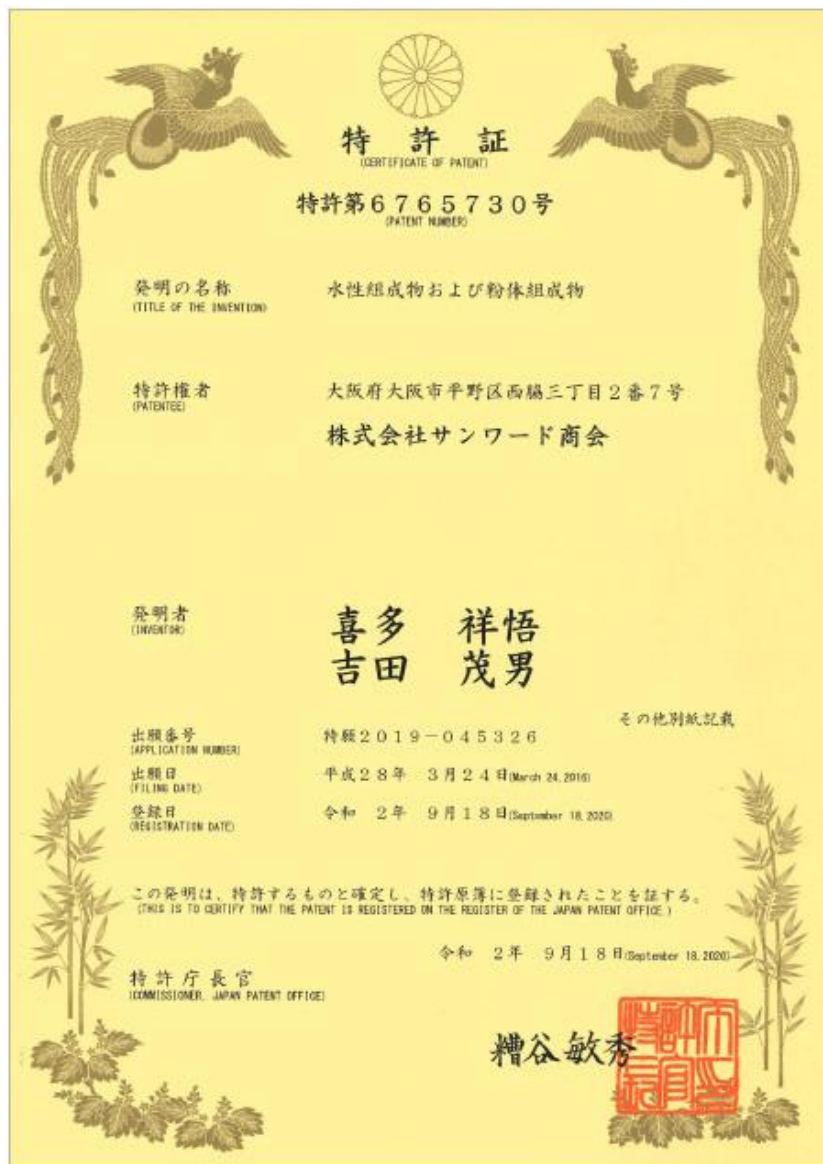 特許証
(CERTIFICATE OF PATENT)
特許第6765730号
(PATENT NUMBER)
発明の名称 水性組成物および粉体組成物
(TITLE OF THE INVENTION)
特許権者 大阪府大阪市平野区西脇三丁目2番7号
(PATENTEE)
株式会社サンワード商会
発明者 喜多 祥悟
(INVENTOR)
吉田 茂男
その他別紙記載
出願番号 特願2019-045326
(APPLICATION NUMBER)
出願日 平成28年 3月24日(March 24,2016)
(FILING DATE)
登録日 令和 2年 9月18日(September 18,2020)
(REGISTRATION DATE)
この発明は、特許するものと確定し、特許原簿に登録されたことを証する。
(THIS IS TO CERTIFY THAT THE PATENT IS REGISTERED ON THE REGISTER OF THE JAPAN PATENT OFFICE.)
令和 2年 9月18日(September 18,2020)
特許庁長官
(COMMISSIONER, JAPAN PATENT OFFICE)
糟谷敏秀